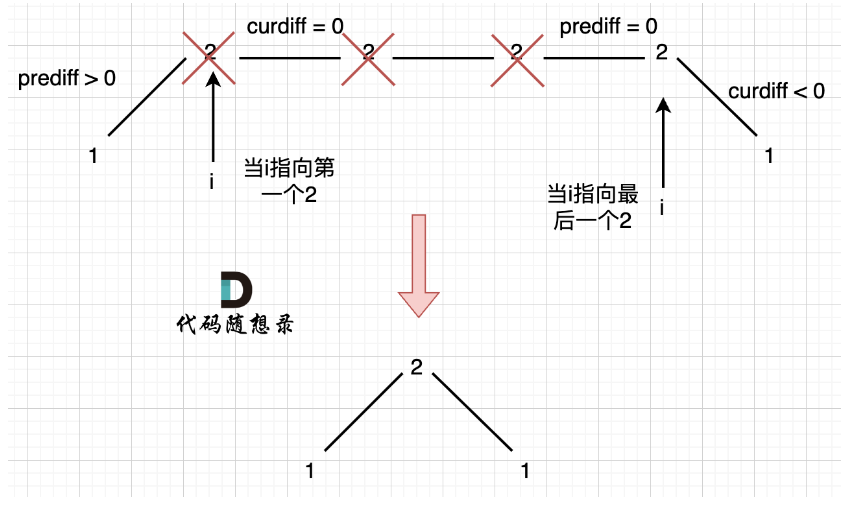 curdiff = 0
prediff = 0
2
2
2
2
prediff > 0
curdiff < 0
1
1
当i指向第
一个2
i
当i指向最
后一个2
i
代码随想录
2
1
1